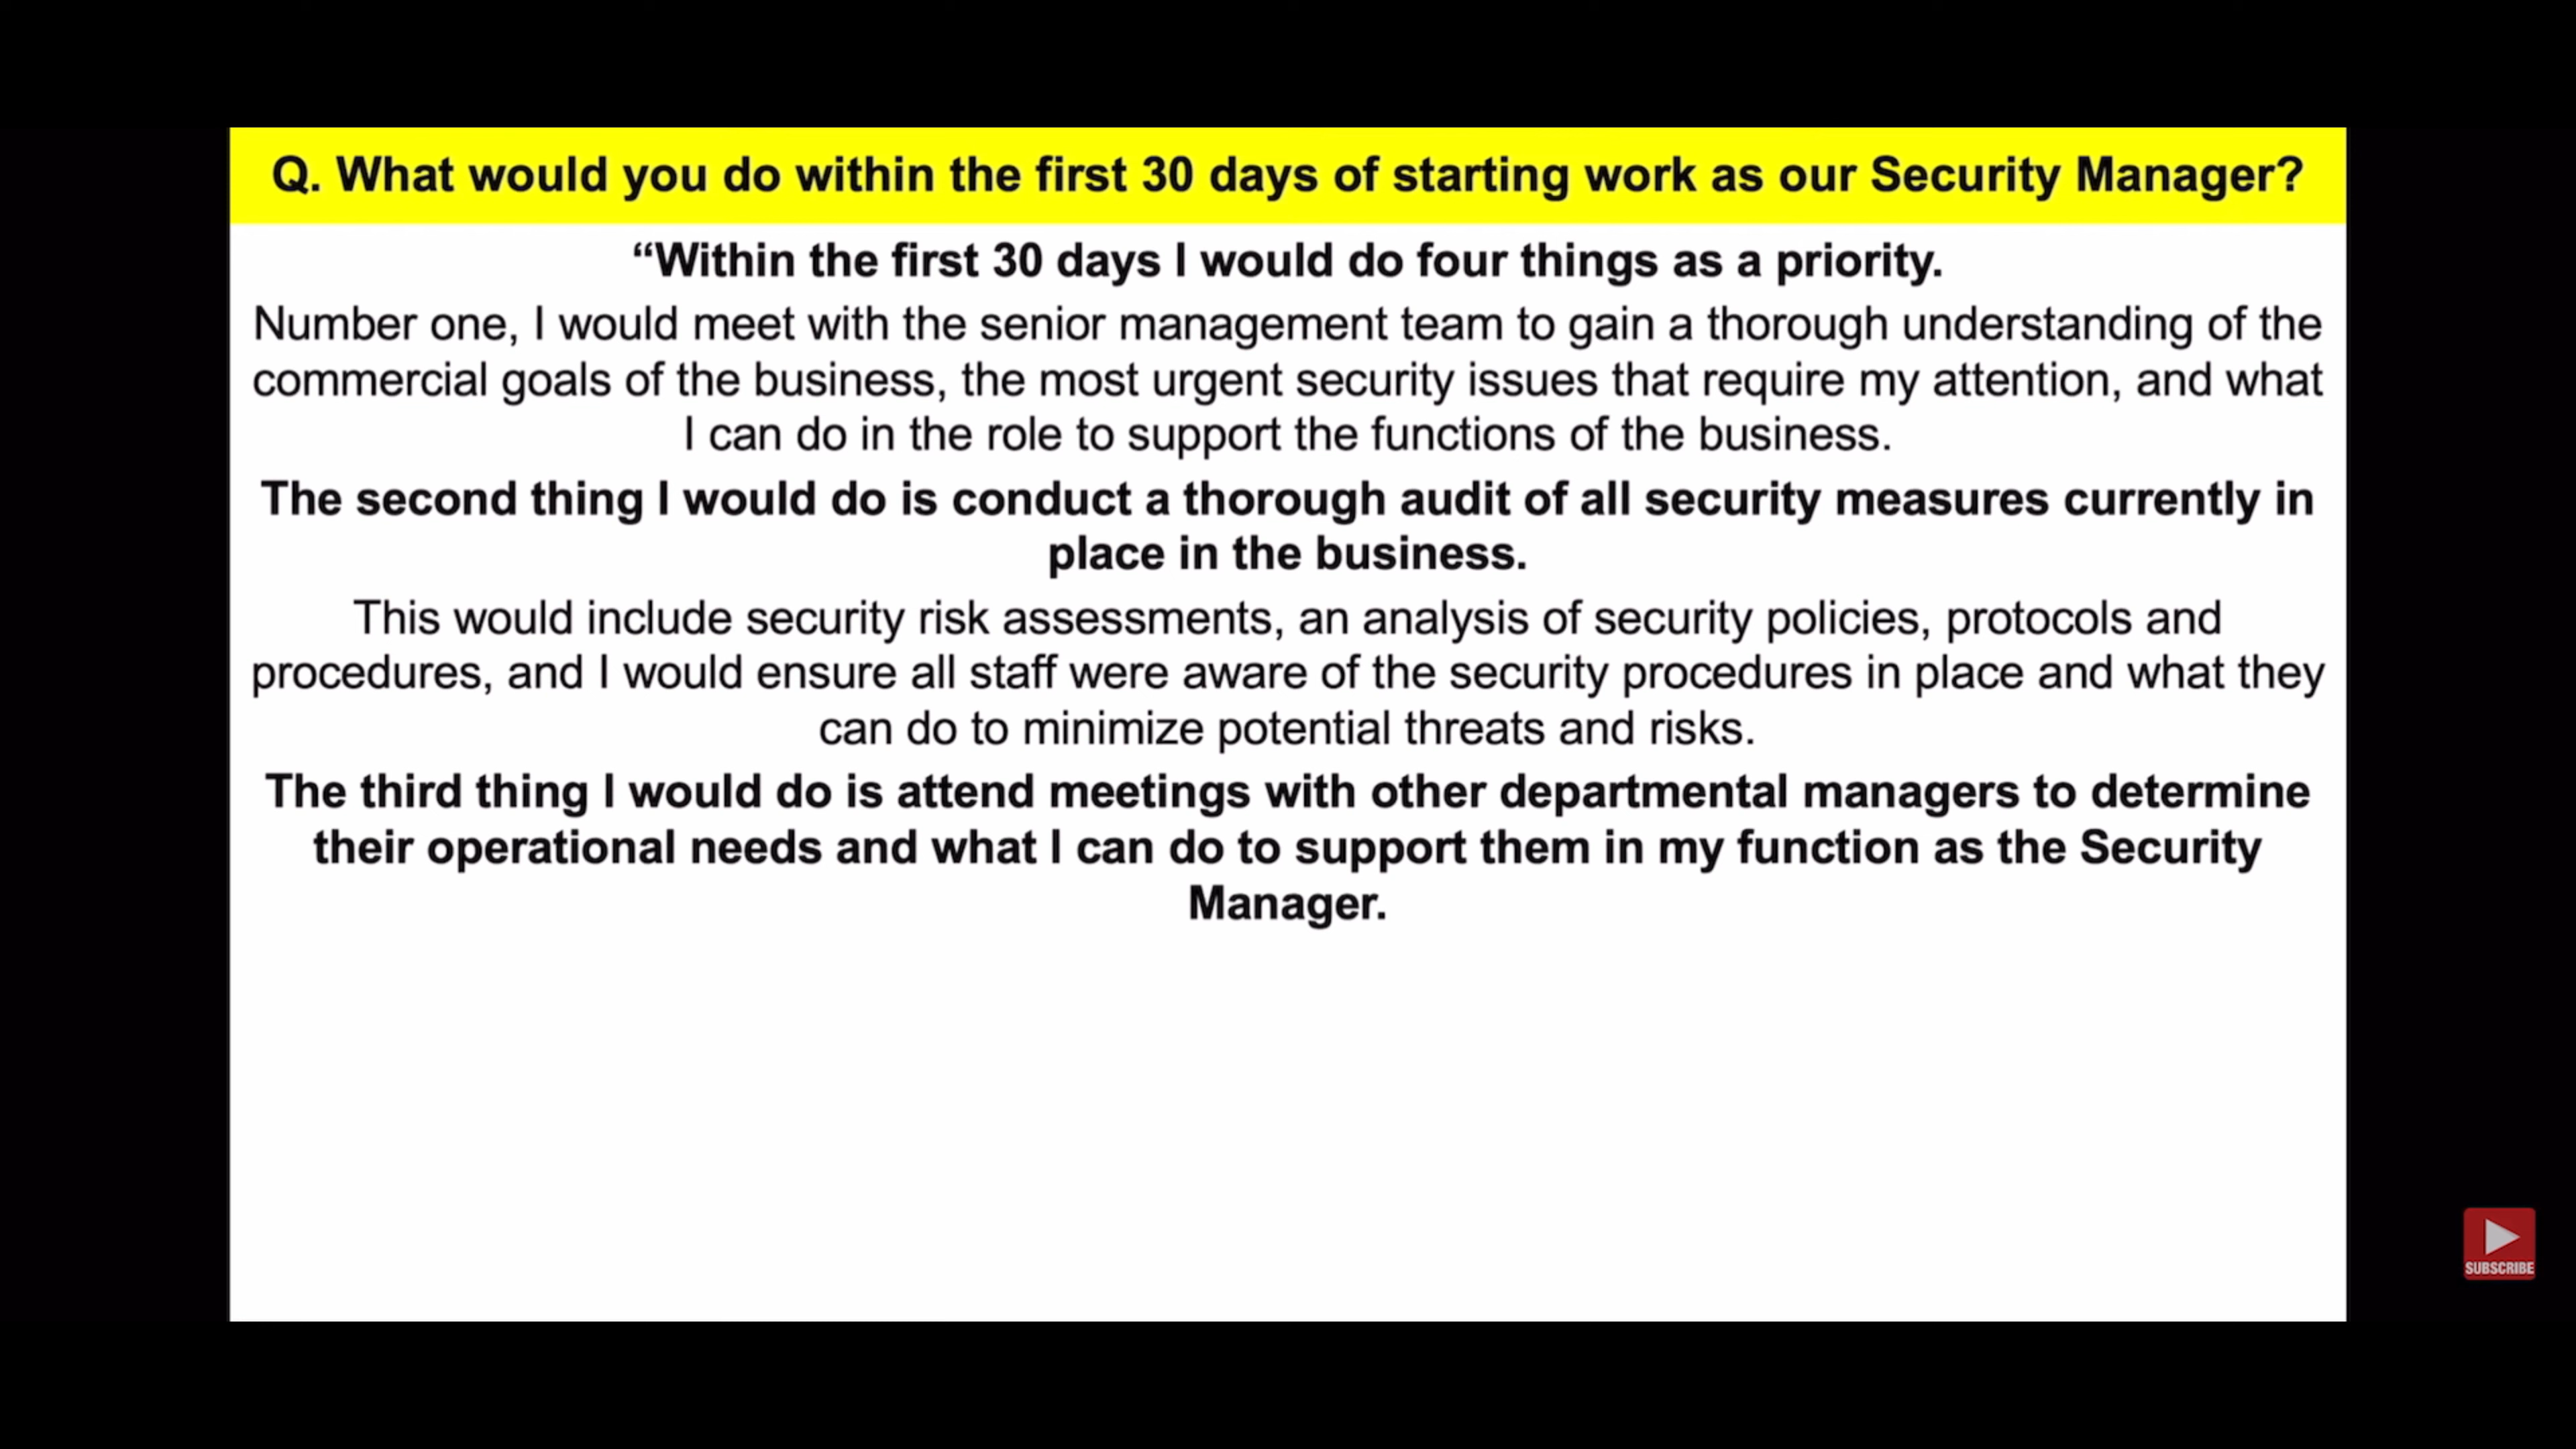 Q. What would you do within the first 30 days of starting work as our Security Manager?
“Within the first 30 days I would do four things as a priority.
Number one, I would meet with the senior management team to gain a thorough understanding of the
commercial goals of the business, the most urgent security issues that require my attention, and what
I can do in the role to support the functions of the business.
The second thing I would do is conduct a thorough audit of all security measures currently in
place in the business.
This would include security risk assessments, an analysis of security policies, protocols and
procedures, and I would ensure all staff were aware of the security procedures in place and what they
can do to minimize potential threats and risks.
The third thing I would do is attend meetings with other departmental managers to determine
their operational needs and what I can do to support them in my function as the Security
Manager.
SUBSCRIBE